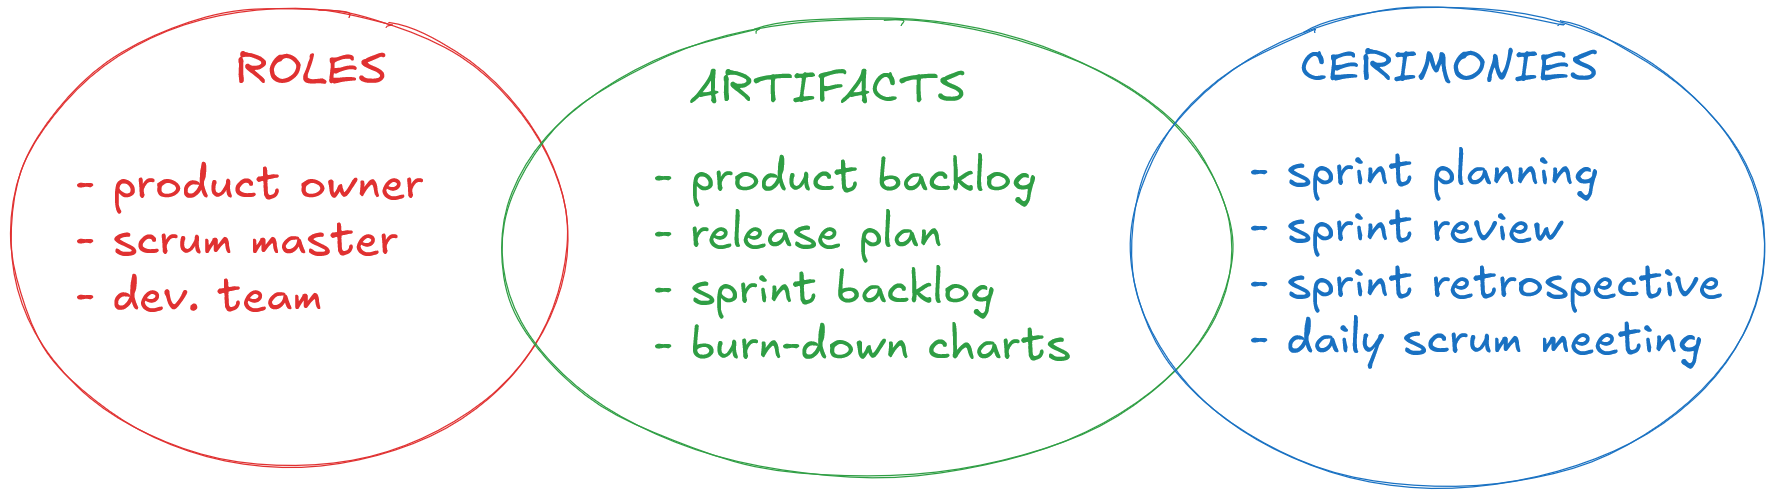 ROLES
- product owner
- scrum master
- dev. team
ARTIFACTS
- product backlog
- release plan
- sprint backlog
- burn-down charts
CERIMONIES
- sprint planning
- sprint review
- sprint retrospective
- daily scrum meeting